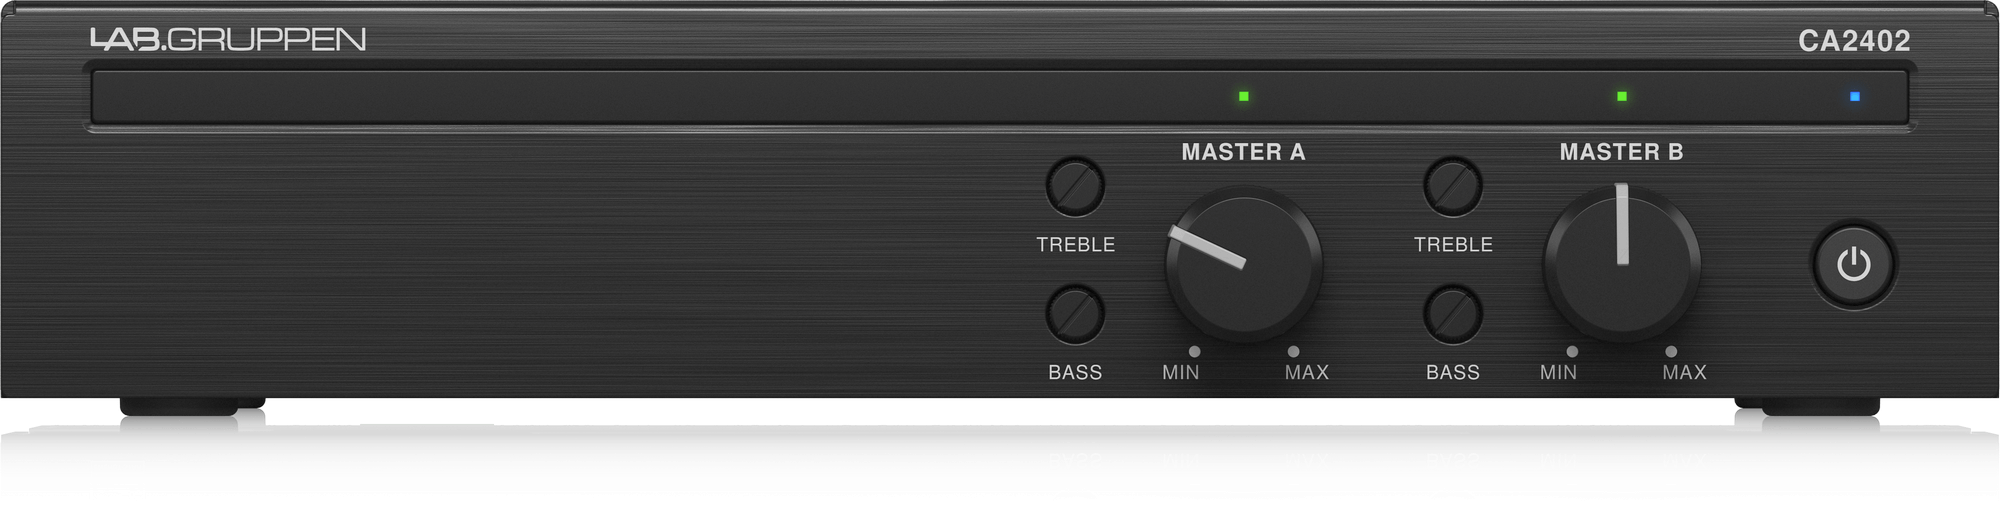 LAB.GRUPPEN
CA2402
MASTER A
MASTER B
TREBLE
TREBLE
BASS
MIN
MAX
BASS
MIN
MAX